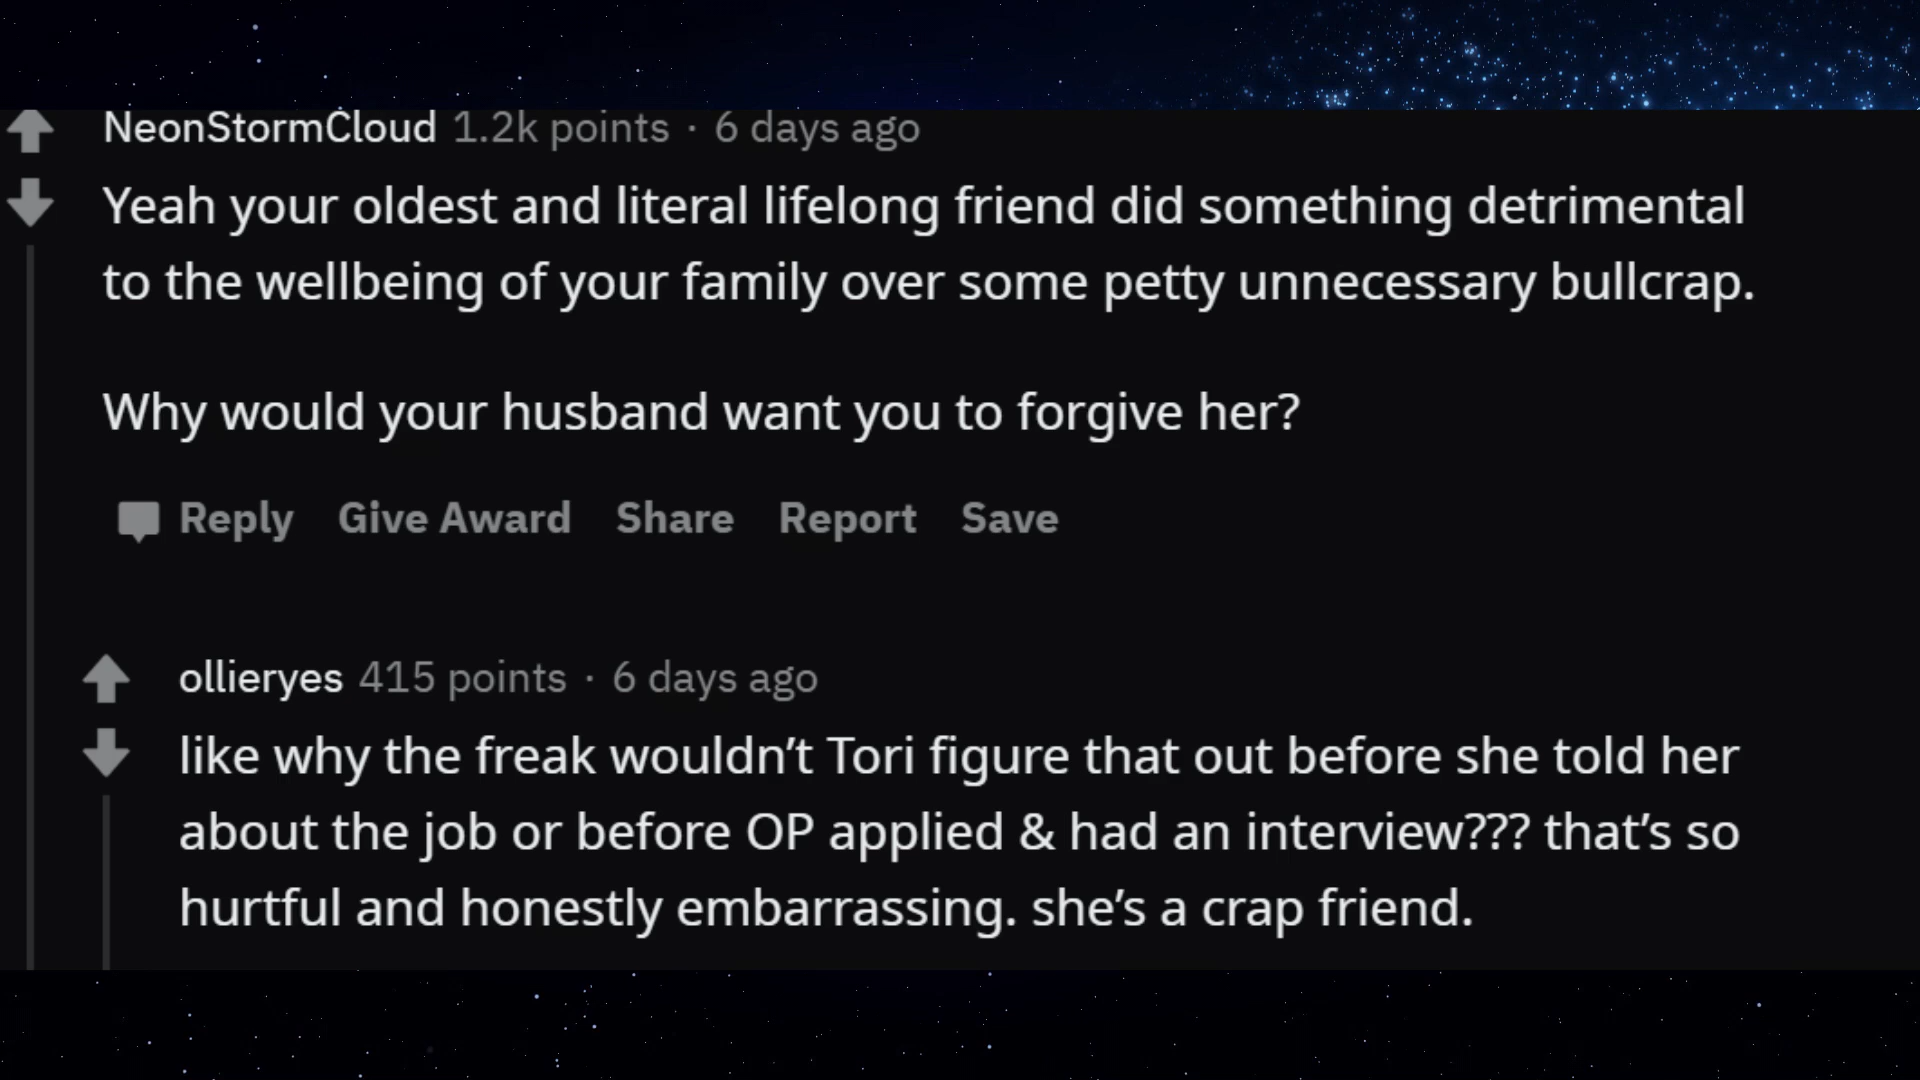 NeonStormCloud 1.2k points · 6 days ago
Yeah your oldest and literal lifelong friend did something detrimental
to the wellbeing of your family over some petty unnecessary bullcrap.
Why would your husband want you to forgive her?
Reply Give Award Share Report Save
ollieryes 415 points · 6 days ago
like why the freak wouldn’t Tori figure that out before she told her
about the job or before OP applied & had an interview??? that’s so
hurtful and honestly embarrassing. she’s a crap friend.